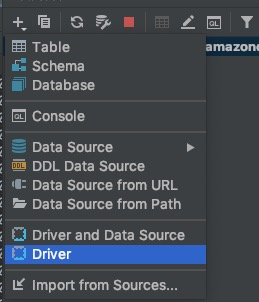 amazon
Table
Schema
Database
QL Console
Data Source
DDL Data Source
Data Source from URL
Data Source from Path
Driver and Data Source
Driver
Import from Sources...